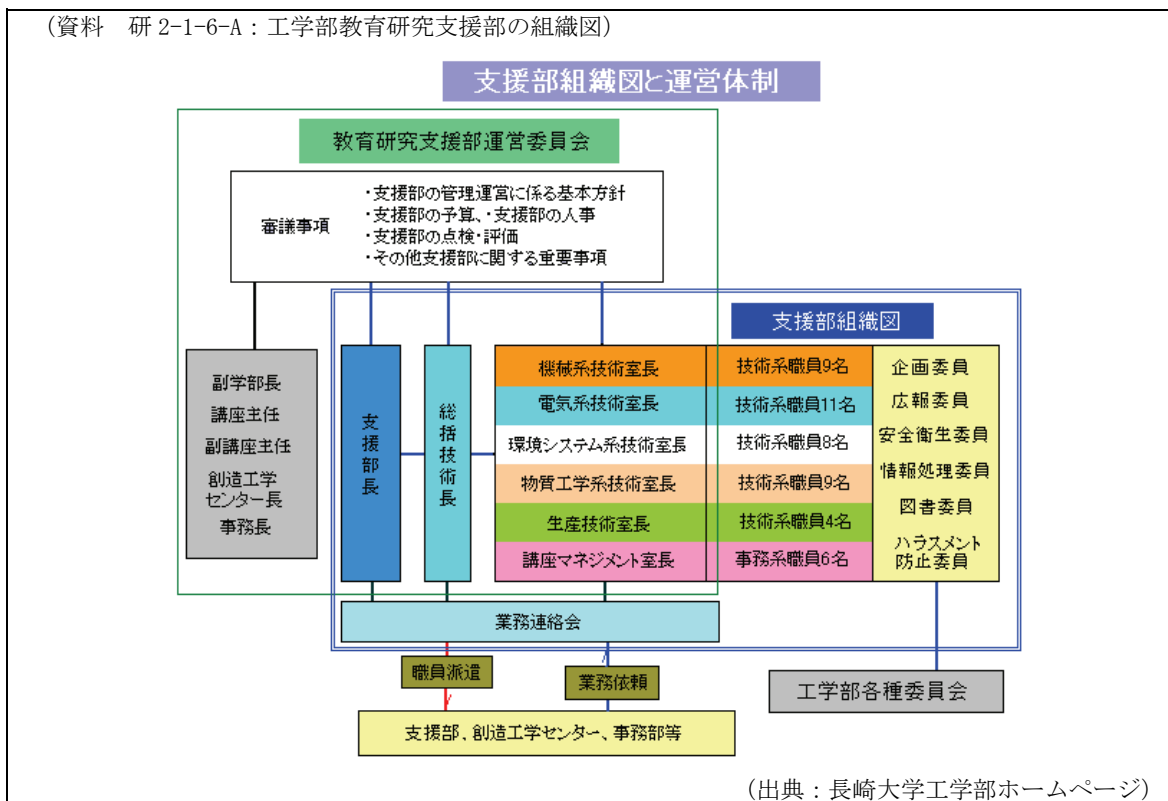 （資料　研 2-1-6-A：工学部教育研究支援部の組織図）
支援部組織図と運営体制
教育研究支援部運営委員会
審議事項
・支援部の管理運営に係る基本方針
・支援部の予算、・支援部の人事
・支援部の点検・評価
・その他支援部に関する重要事項
支援部組織図
副学部長
講座主任
副講座主任
創造工学
センター長
事務長
支援部長
総括技術長
機械系技術室長
技術系職員9名
電気系技術室長
技術系職員11名
環境システム系技術室長
技術系職員8名
物質工学系技術室長
技術系職員9名
生産技術室長
技術系職員4名
講座マネジメント室長
事務系職員6名
企画委員
広報委員
安全衛生委員
情報処理委員
図書委員
ハラスメント
防止委員
業務連絡会
職員派遣
業務依頼
工学部各種委員会
支援部、創造工学センター、事務部等
（出典：長崎大学工学部ホームページ）